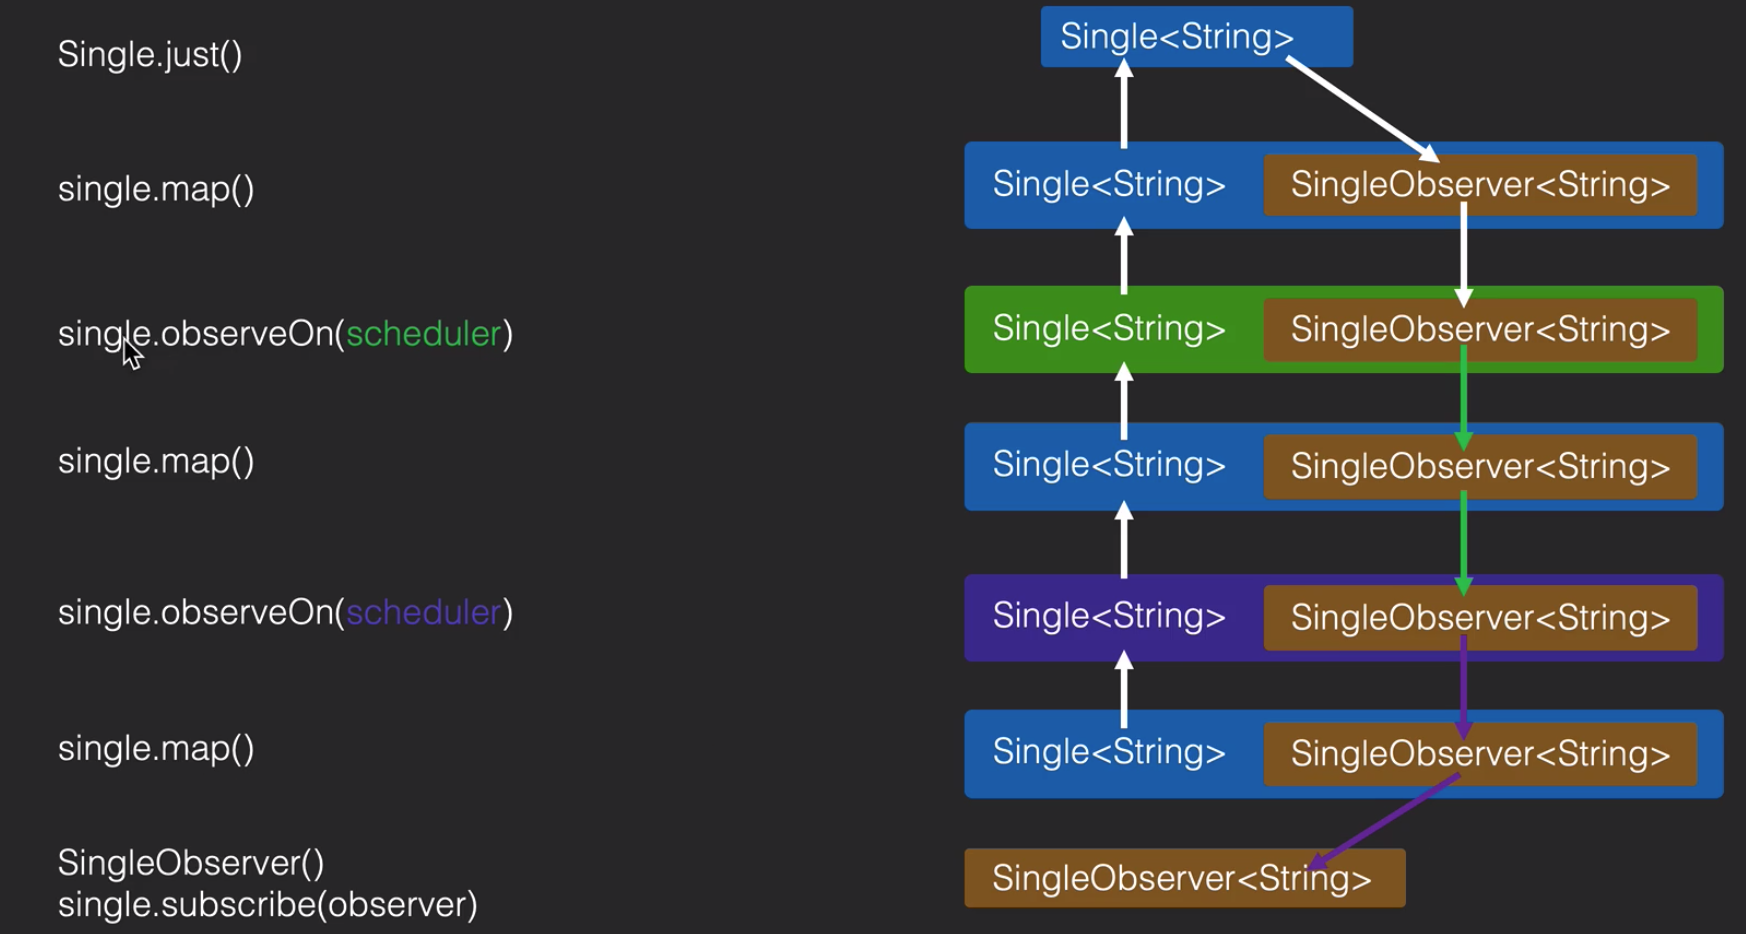 Single.just()
Single<String>
single.map()
Single<String>
SingleObserver<String>
single.observeOn(scheduler)
Single<String>
SingleObserver<String>
single.map()
Single<String>
SingleObserver<String>
single.observeOn(scheduler)
Single<String>
SingleObserver<String>
single.map()
Single<String>
SingleObserver<String>
SingleObserver()
single.subscribe(observer)
SingleObserver<String>